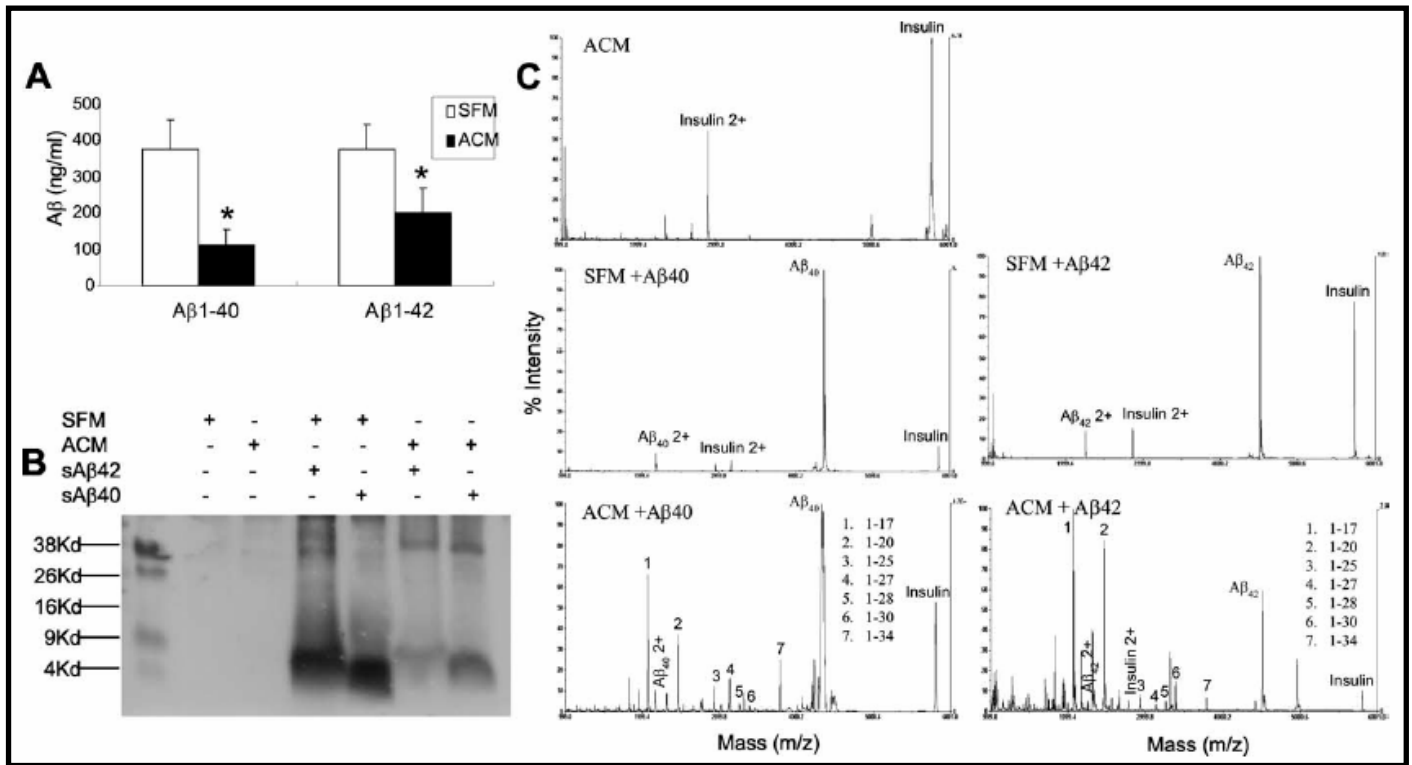 A
Aβ (ng/ml)
500
400
300
200
100
0
SFM
ACM
*
*
Aβ1-40
Aβ1-42
B
SFM + - + + - -
ACM - + - - + +
sAβ42 - - + - + -
sAβ40 - - - + - +
38Kd
26Kd
16Kd
9Kd
4Kd
C
% Intensity
ACM
Insulin 2+
Insulin
SFM +Aβ40
Aβ40 2+
Insulin 2+
Aβ40
Insulin
SFM +Aβ42
Aβ42 2+
Insulin 2+
Aβ42
Insulin
ACM +Aβ40
1
Aβ40 2+
2
3
4
5
6
7
Aβ40
Insulin
1. 1-17
2. 1-20
3. 1-25
4. 1-27
5. 1-28
6. 1-30
7. 1-34
ACM + Aβ42
1
Aβ42 2+
2
Insulin 2+
3
4
5
6
7
Aβ42
Insulin
1. 1-17
2. 1-20
3. 1-25
4. 1-27
5. 1-28
6. 1-30
7. 1-34
Mass (m/z)
Mass (m/z)